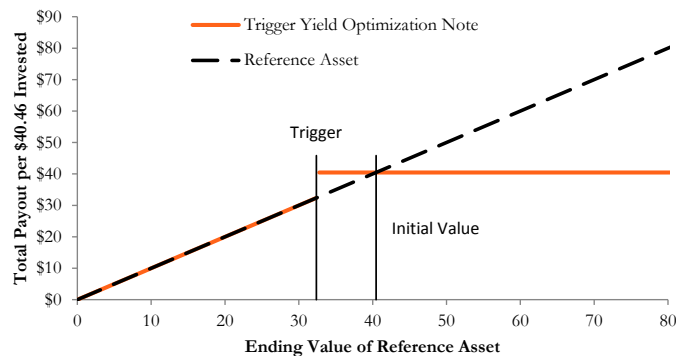 Total Payout per $40.46 Invested
$90
$80
$70
$60
$50
$40
$30
$20
$10
$0
Trigger Yield Optimization Note
Reference Asset
Trigger
Initial Value
0 10 20 30 40 50 60 70 80
Ending Value of Reference Asset